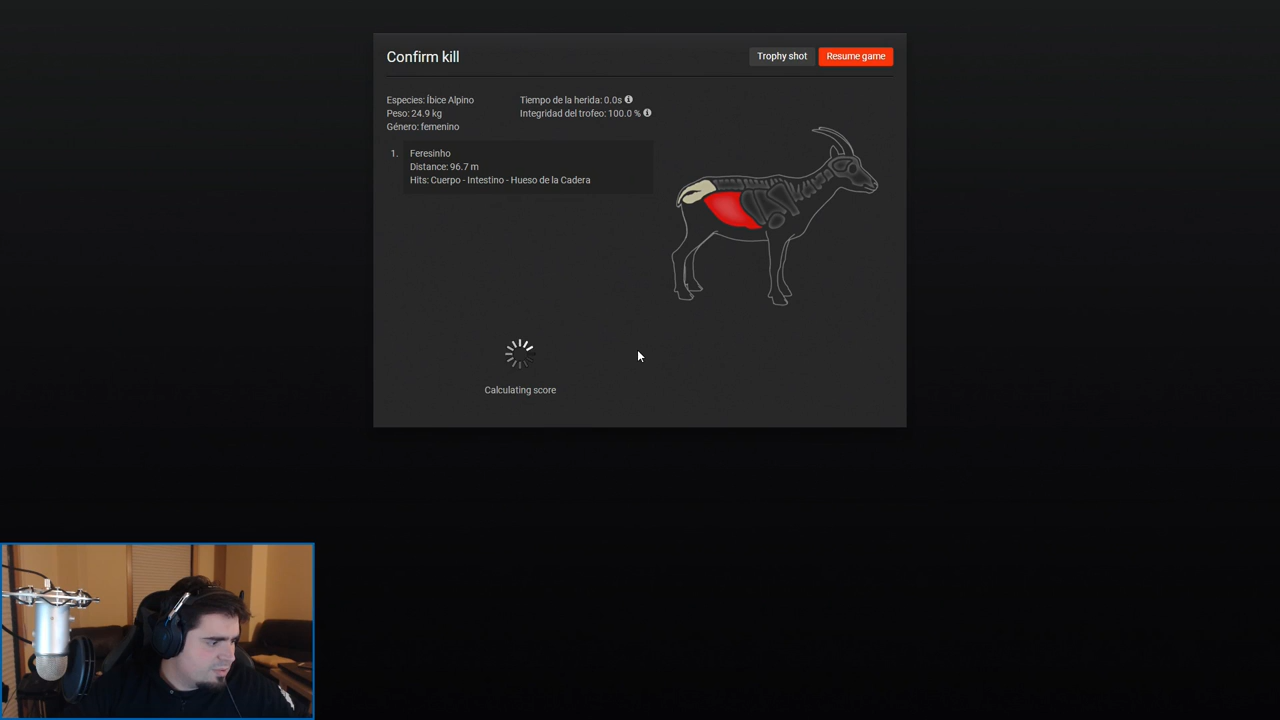 Confirm kill
Trophy shot
Resume game
Especies: Íbice Alpino
Peso: 24.9 kg
Género: femenino
Tiempo de la herida: 0.0s
Integridad del trofeo: 100.0 %
1. Feresinho
Distance: 96.7 m
Hits: Cuerpo - Intestino - Hueso de la Cadera
Calculating score